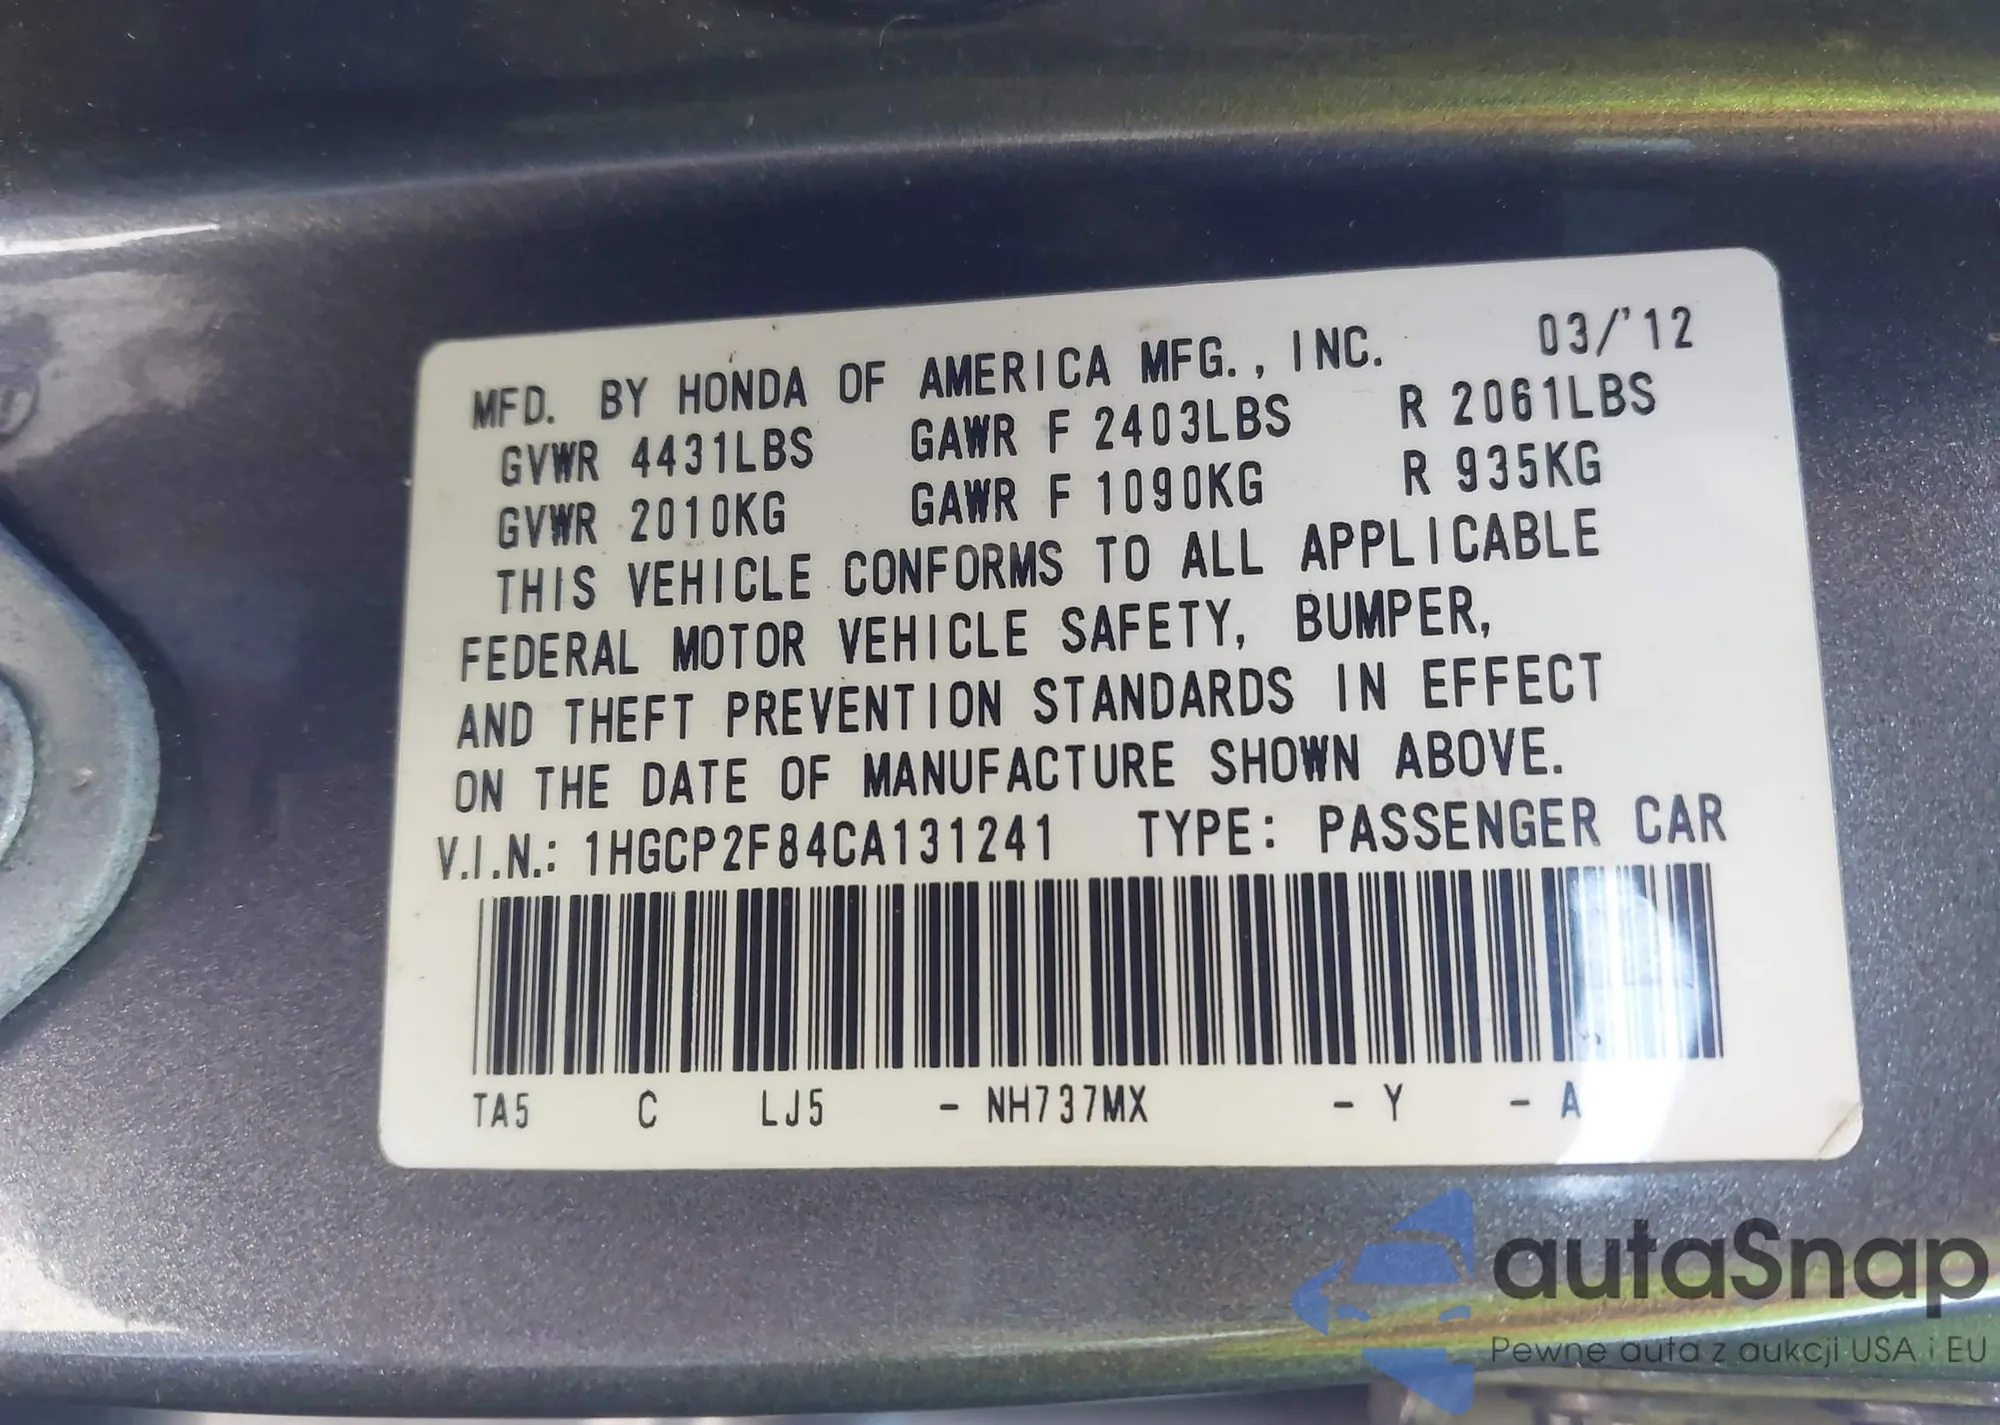 MFD. BY HONDA OF AMERICA MFG., INC. 03/'12
GVWR 4431LBS GAWR F 2403LBS R 2061LBS
GVWR 2010KG GAWR F 1090KG R 935KG
THIS VEHICLE CONFORMS TO ALL APPLICABLE
FEDERAL MOTOR VEHICLE SAFETY, BUMPER,
AND THEFT PREVENTION STANDARDS IN EFFECT
ON THE DATE OF MANUFACTURE SHOWN ABOVE.
V.I.N.: 1HGCP2F84CA131241 TYPE: PASSENGER CAR
TA5 C LJ5 - NH737MX - Y - A
autaSnap
Pewne auta z aukcji USA i EU